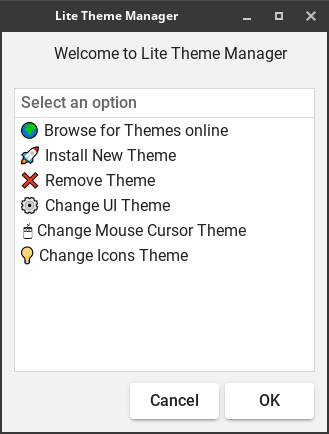 Lite Theme Manager
Welcome to Lite Theme Manager
Select an option
Browse for Themes online
Install New Theme
Remove Theme
Change UI Theme
Change Mouse Cursor Theme
Change Icons Theme
Cancel OK